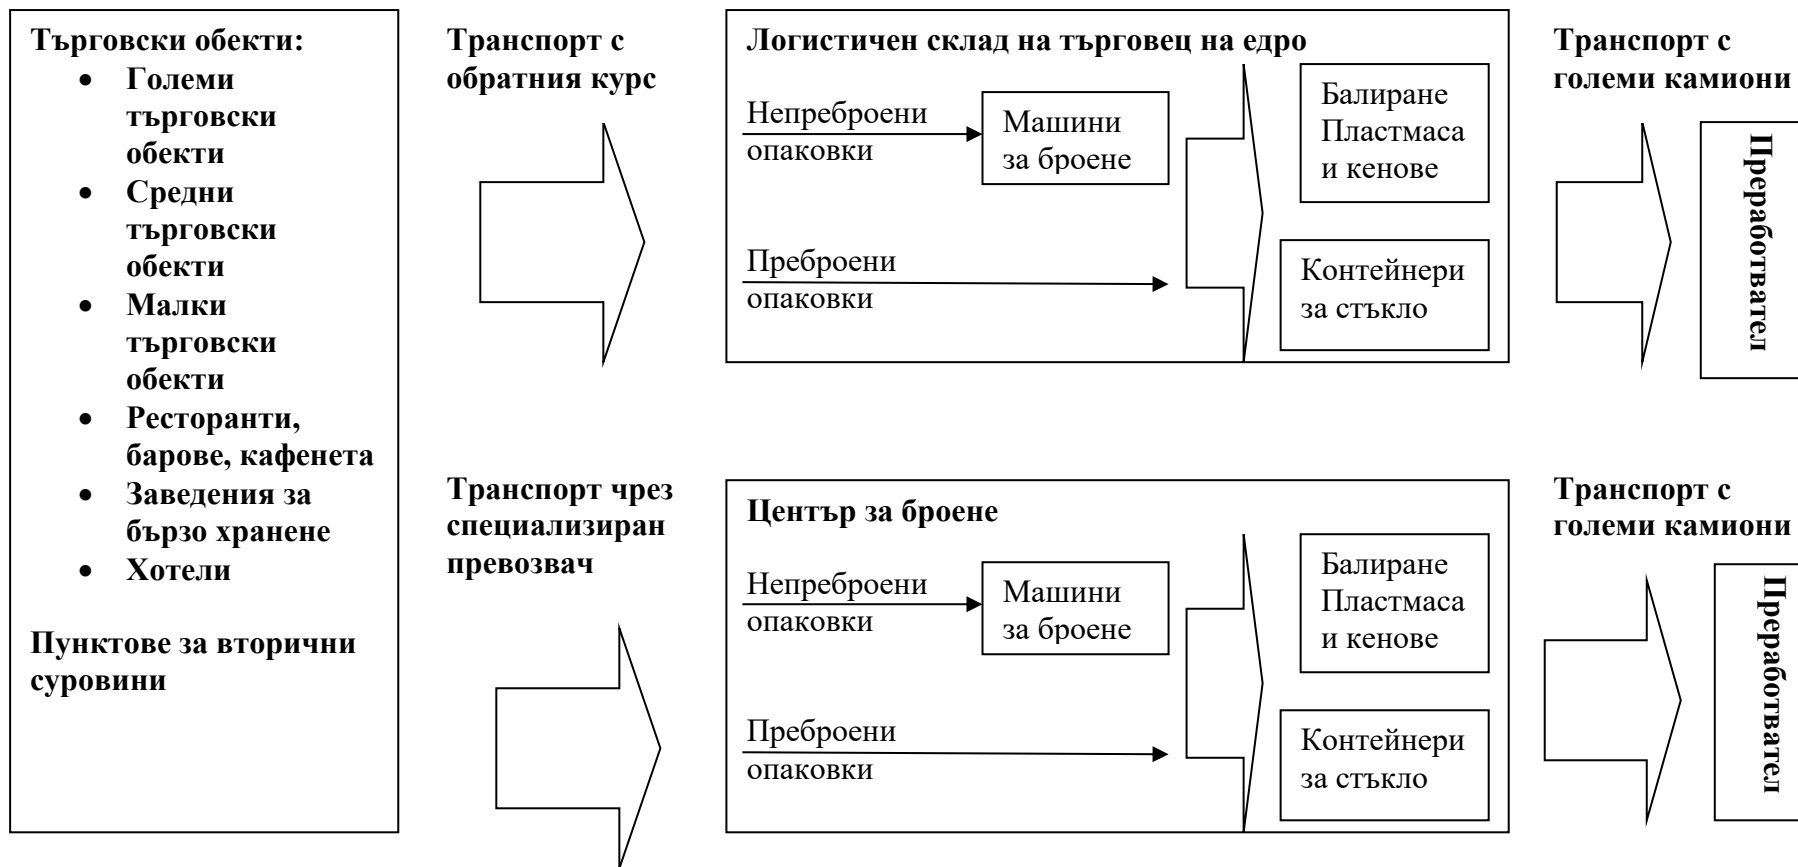 Търговски обекти:
• Големи
търговски
обекти
• Средни
търговски
обекти
• Малки
търговски
обекти
• Ресторанти,
барове, кафенета
• Заведения за
бързо хранене
• Хотели
Пунктове за вторични
суровини
Транспорт с
обратния курс
Логистичен склад на търговец на едро
Непреброени
опаковки
Машини
за броене
Преброени
опаковки
Балиране
Пластмаса
и кенове
Контейнери
за стъкло
Транспорт с
големи камиони
Преработвател
Транспорт чрез
специализиран
превозвач
Център за броене
Непреброени
опаковки
Машини
за броене
Преброени
опаковки
Балиране
Пластмаса
и кенове
Контейнери
за стъкло
Транспорт с
големи камиони
Преработвател